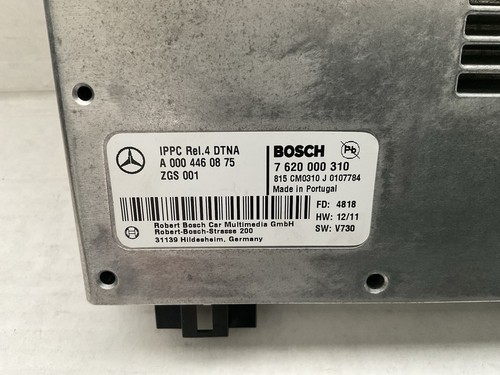 IPPC Rel.4 DTNA
A 000 446 08 75
ZGS 001
BOSCH
Pb
7 620 000 310
815 CM0310 J 0107784
Made in Portugal
FD: 4818
HW: 12/11
SW: V730
Robert Bosch Car Multimedia GmbH
Robert-Bosch-Strasse 200
31139 Hildesheim, Germany